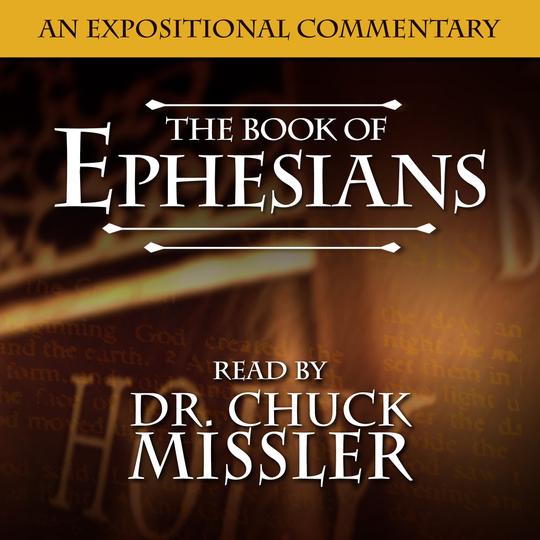 AN EXPOSITIONAL COMMENTARY
THE BOOK OF
EPHESIANS
READ BY
DR. CHUCK
MISSLER